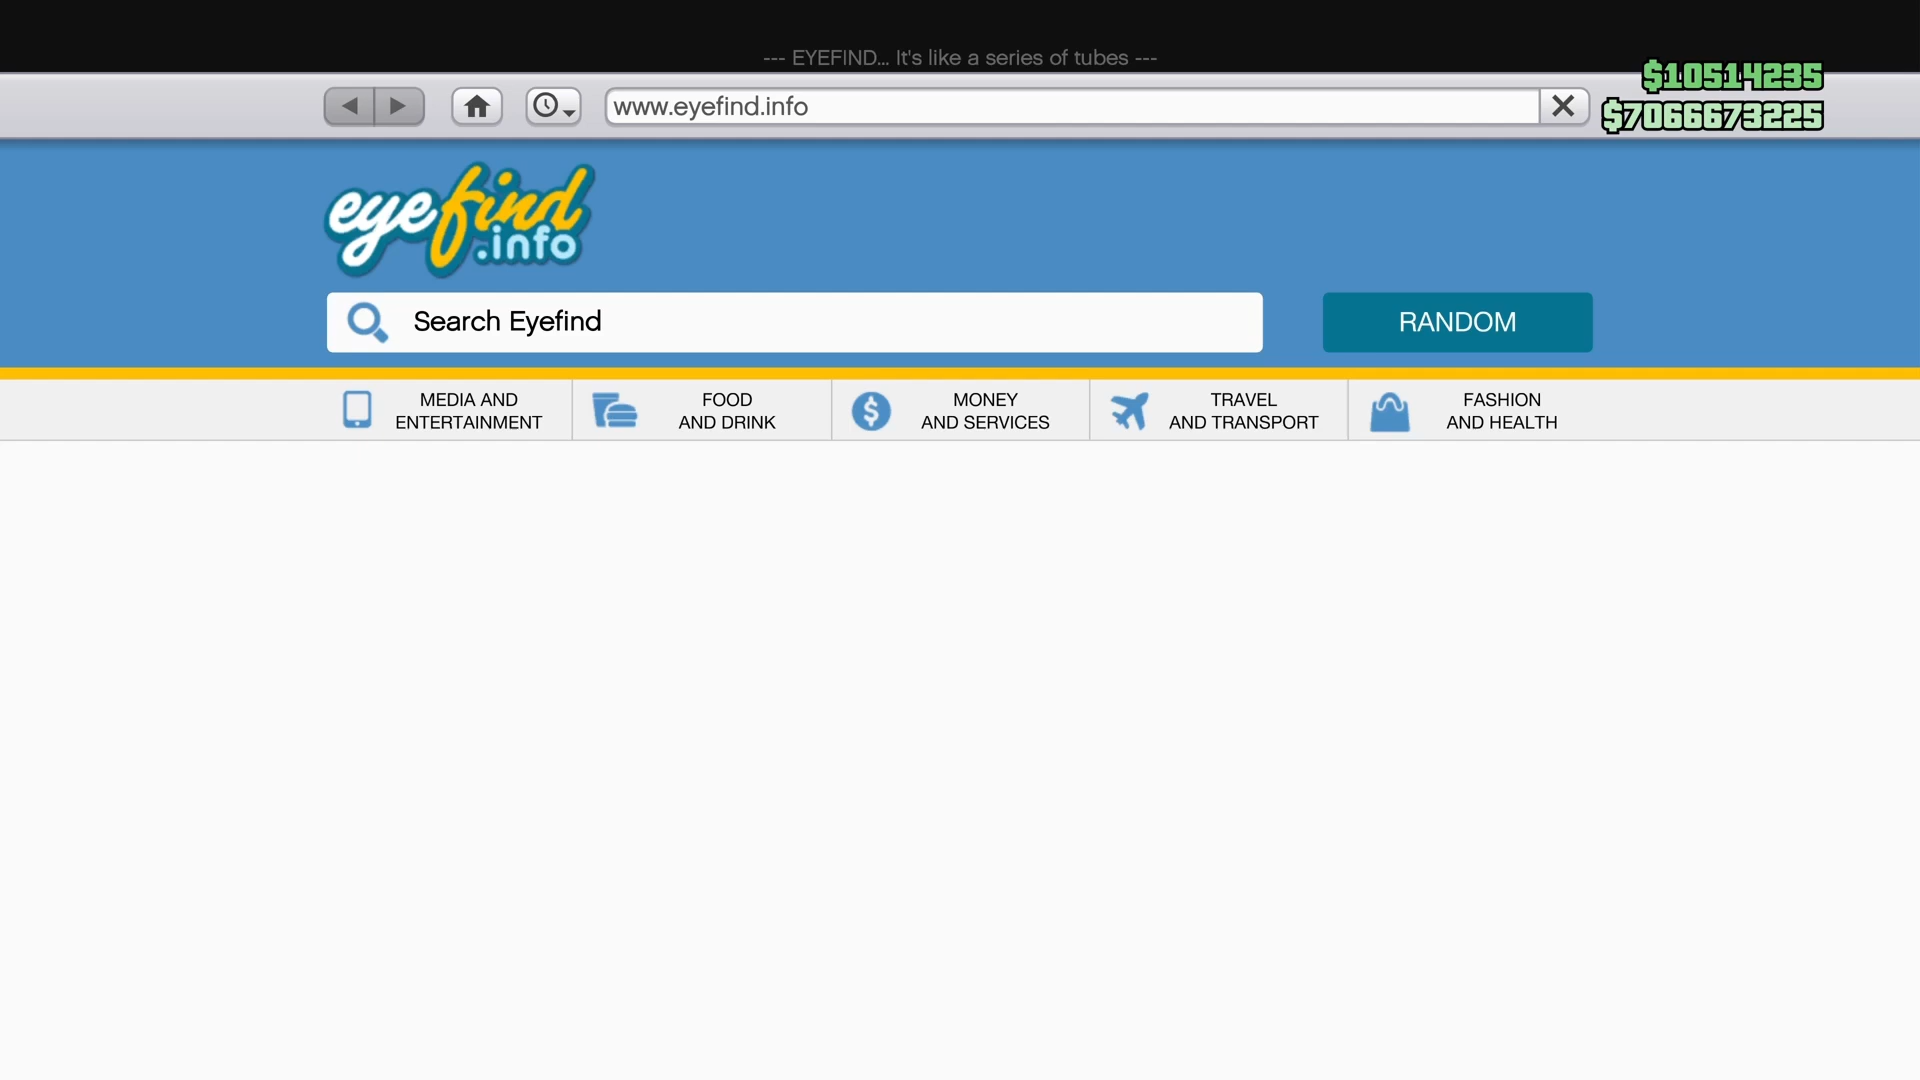 --- EYEFIND... It's like a series of tubes ---
$10514235
www.eyefind.info
$7066673225
eyefind
.info
Search Eyefind
RANDOM
MEDIA AND
ENTERTAINMENT
FOOD
AND DRINK
MONEY
AND SERVICES
TRAVEL
AND TRANSPORT
FASHION
AND HEALTH